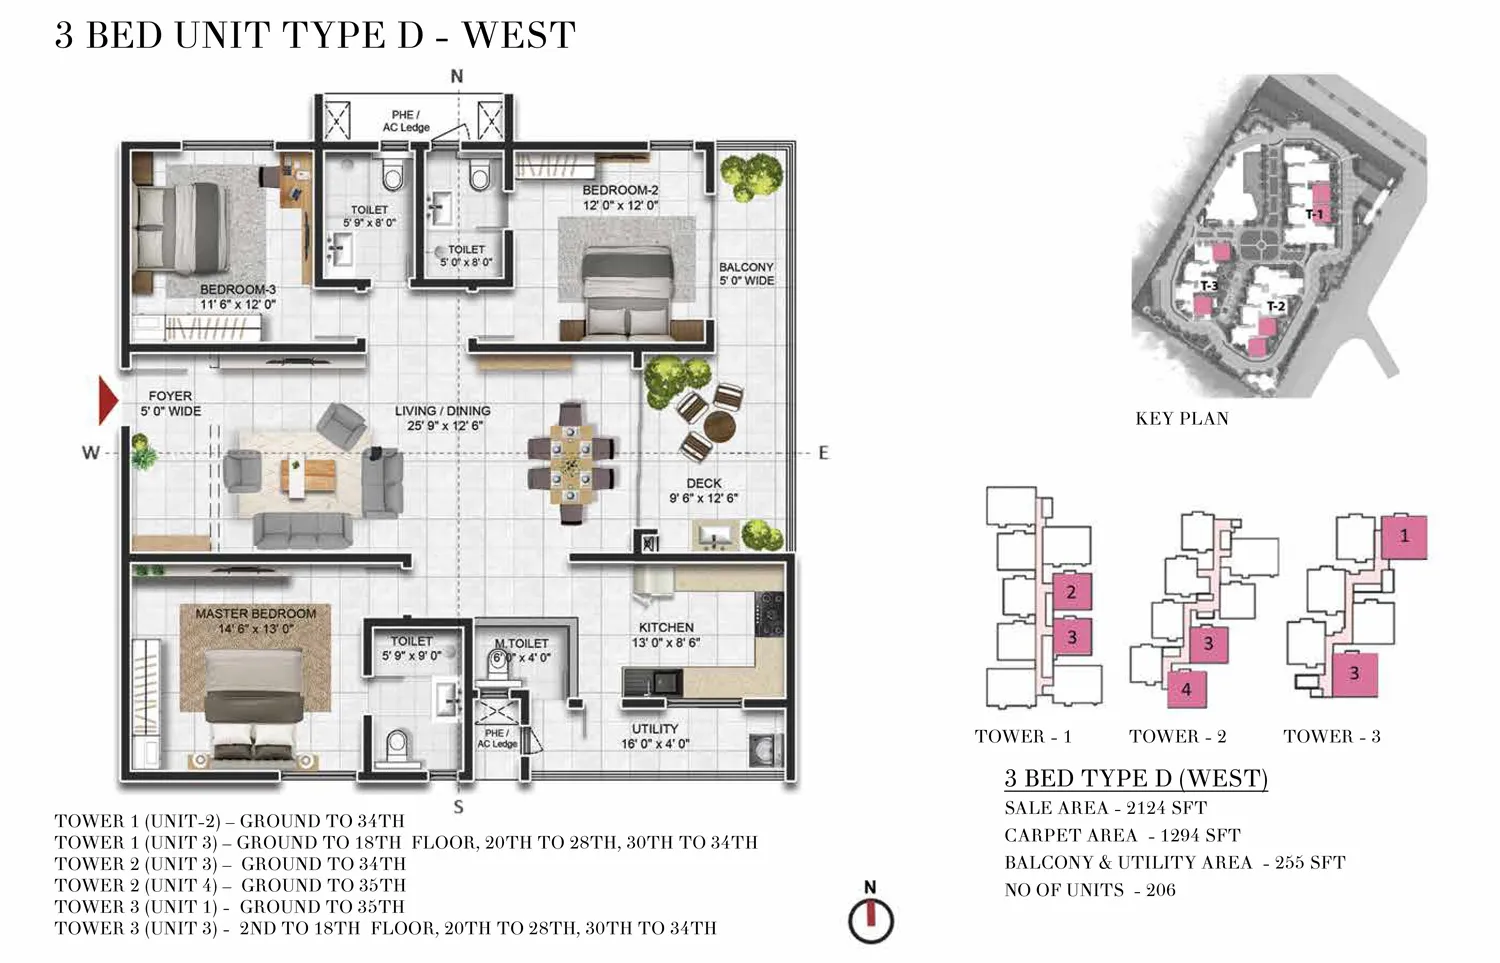 3 BED UNIT TYPE D - WEST
N
PHE /
AC Ledge
X
X
TOILET
5' 9" x 8' 0"
TOILET
5' 0" x 8' 0"
BEDROOM-2
12' 0" x 12' 0"
BALCONY
5' 0" WIDE
BEDROOM-3
11' 6" x 12' 0"
FOYER
5' 0" WIDE
LIVING / DINING
25' 9" x 12' 6"
W
E
DECK
9' 6" x 12' 6"
MASTER BEDROOM
14' 6" x 13' 0"
TOILET
5' 9" x 9' 0"
M.TOILET
6' 0" x 4' 0"
KITCHEN
13' 0" x 8' 6"
PHE /
AC Ledge
UTILITY
16' 0" x 4' 0"
S
T-1
T-3
T-2
KEY PLAN
2
3
TOWER - 1
3
4
TOWER - 2
1
3
TOWER - 3
3 BED TYPE D (WEST)
SALE AREA - 2124 SFT
CARPET AREA - 1294 SFT
BALCONY & UTILITY AREA - 255 SFT
NO OF UNITS - 206
TOWER 1 (UNIT-2) – GROUND TO 34TH
TOWER 1 (UNIT 3) – GROUND TO 18TH FLOOR, 20TH TO 28TH, 30TH TO 34TH
TOWER 2 (UNIT 3) – GROUND TO 34TH
TOWER 2 (UNIT 4) – GROUND TO 35TH
TOWER 3 (UNIT 1) - GROUND TO 35TH
TOWER 3 (UNIT 3) - 2ND TO 18TH FLOOR, 20TH TO 28TH, 30TH TO 34TH
N